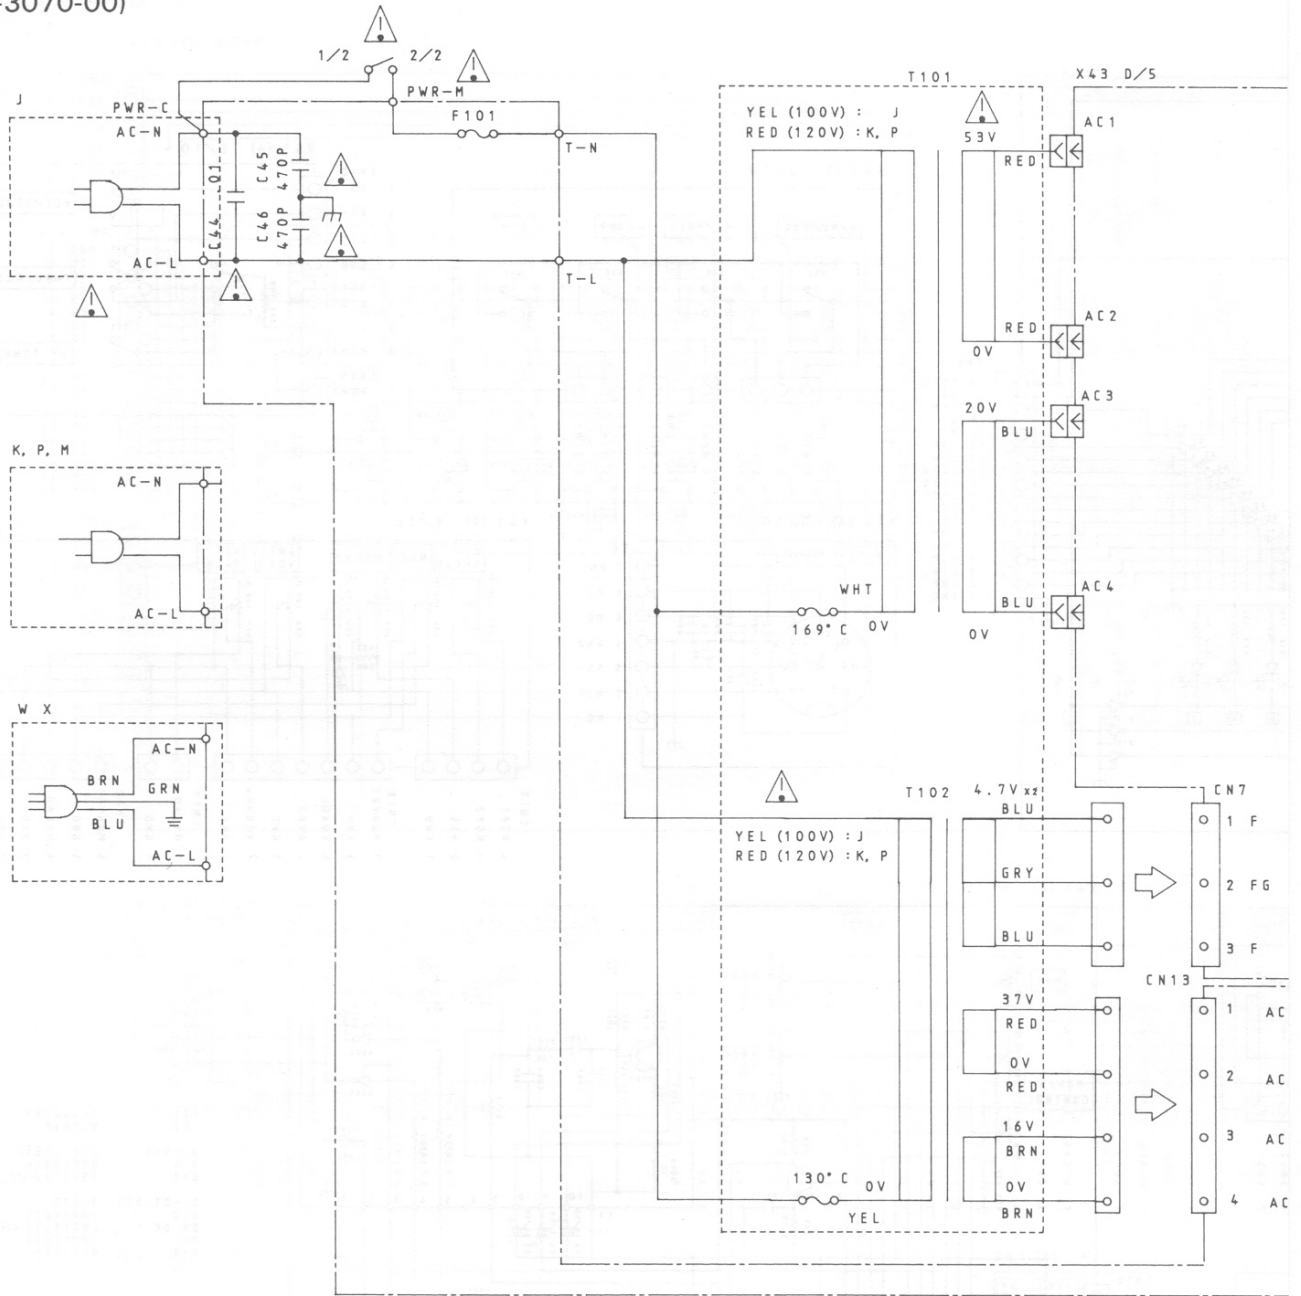 -3070-00)
1/2 2/2
J
PWR-C
PWR-M
T101
X43 D/5
AC-N
F101
YEL (100V) : J
RED (120V) : K, P
53V
AC1
T-N
RED
C44 .01
C45
470P
C46
470P
AC-L
T-L
RED
AC2
0V
20V
AC3
BLU
K, P, M
AC-N
AC-L
WHT
169°C 0V
BLU
AC4
0V
W X
AC-N
BRN
GRN
BLU
AC-L
T102
4.7V x2
CN7
YEL (100V) : J
RED (120V) : K, P
BLU
1 F
GRY
2 FG
BLU
3 F
CN13
37V
RED
1 AC
0V
RED
2 AC
16V
BRN
3 AC
130°C 0V
YEL
0V
BRN
4 AC